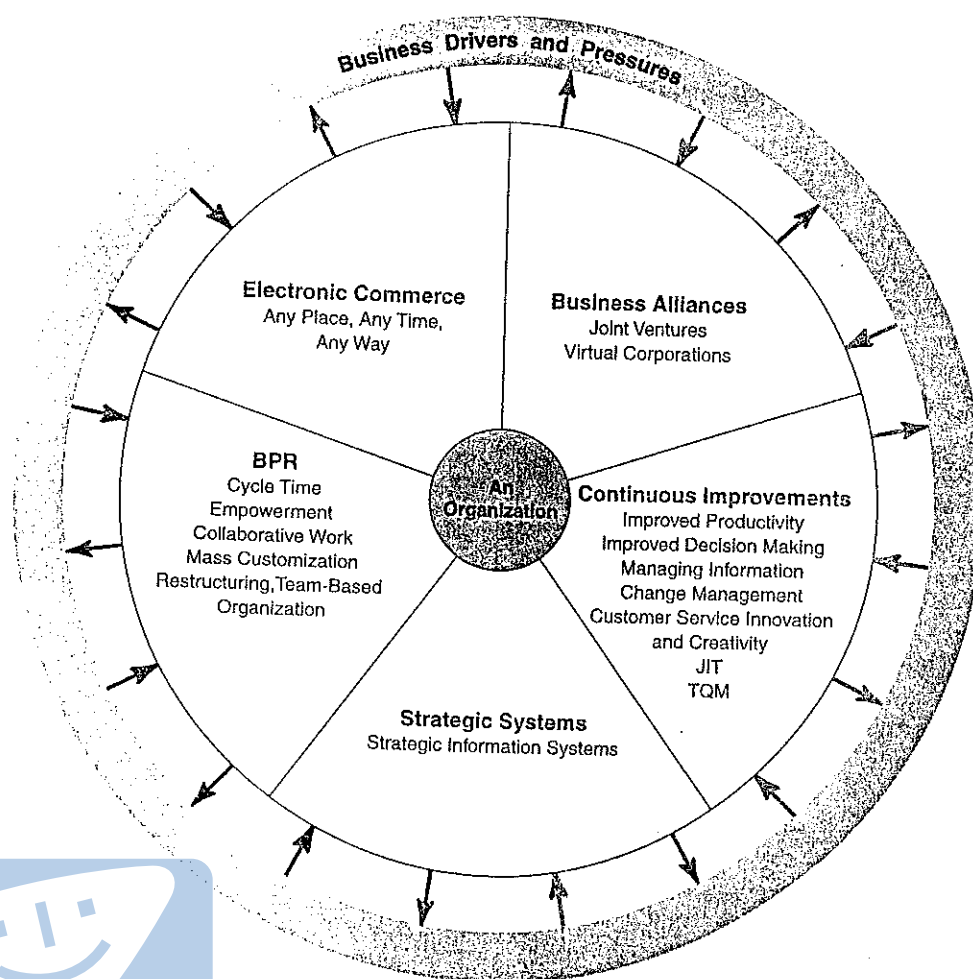 Business Drivers and Pressures
Electronic Commerce
Any Place, Any Time,
Any Way
Business Alliances
Joint Ventures
Virtual Corporations
BPR
Cycle Time
Empowerment
Collaborative Work
Mass Customization
Restructuring,Team-Based
Organization
An
Organization
Continuous Improvements
Improved Productivity
Improved Decision Making
Managing Information
Change Management
Customer Service Innovation
and Creativity
JIT
TQM
Strategic Systems
Strategic Information Systems